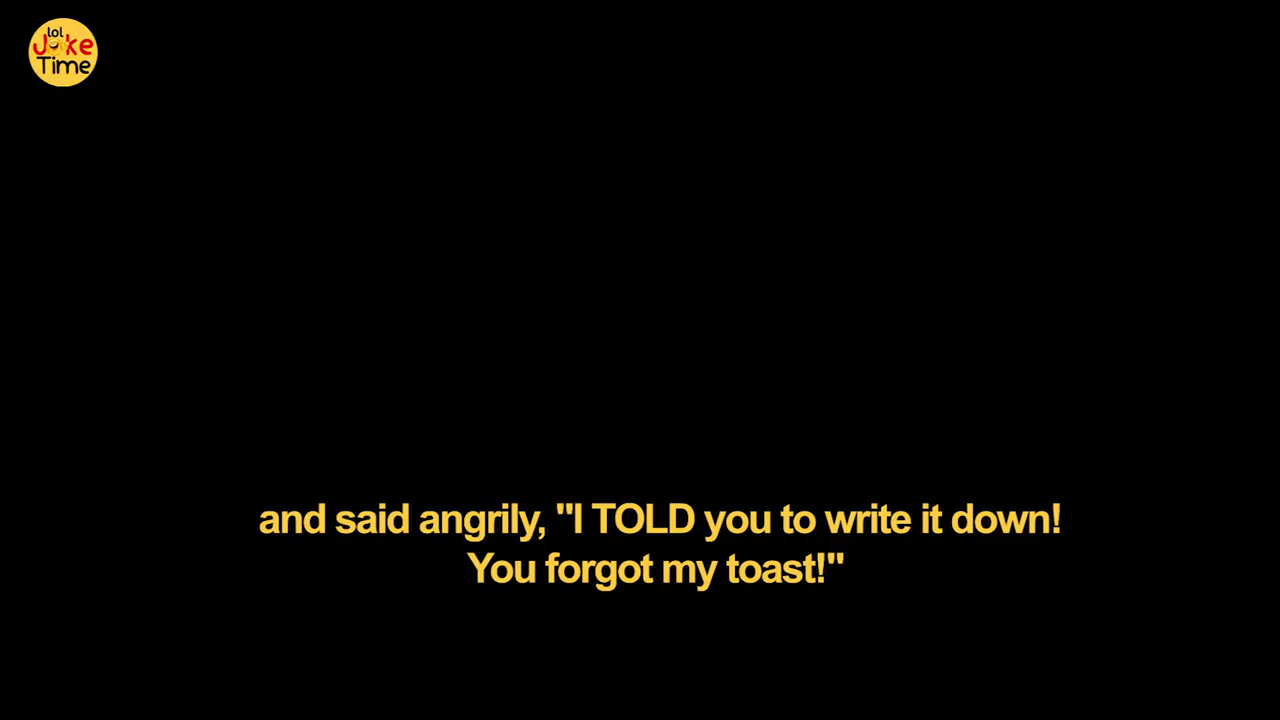 lol
Joke
Time
and said angrily, "I TOLD you to write it down!
You forgot my toast!"